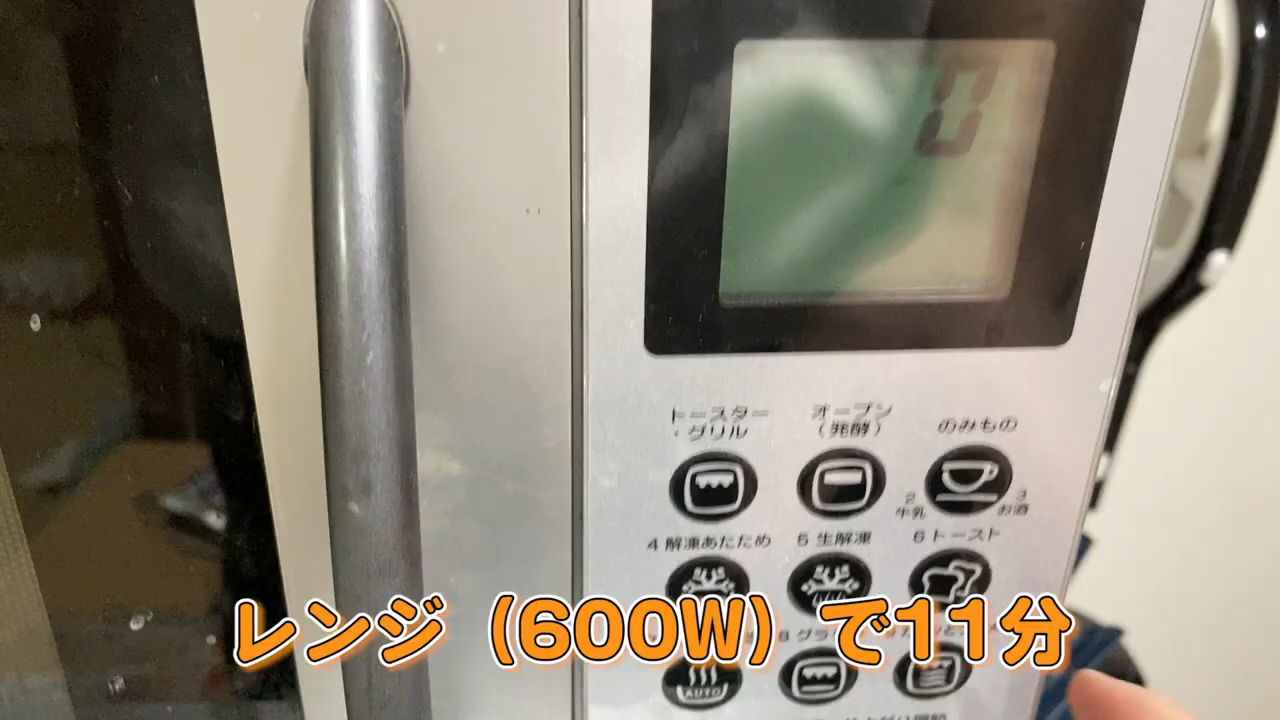 0
トースター
・グリル
オーブン
(発酵)
のみもの
2
牛乳
3
お酒
4 解凍あたため
5 生解凍
6 トースト
レンジ（600W）で11分
AUTO